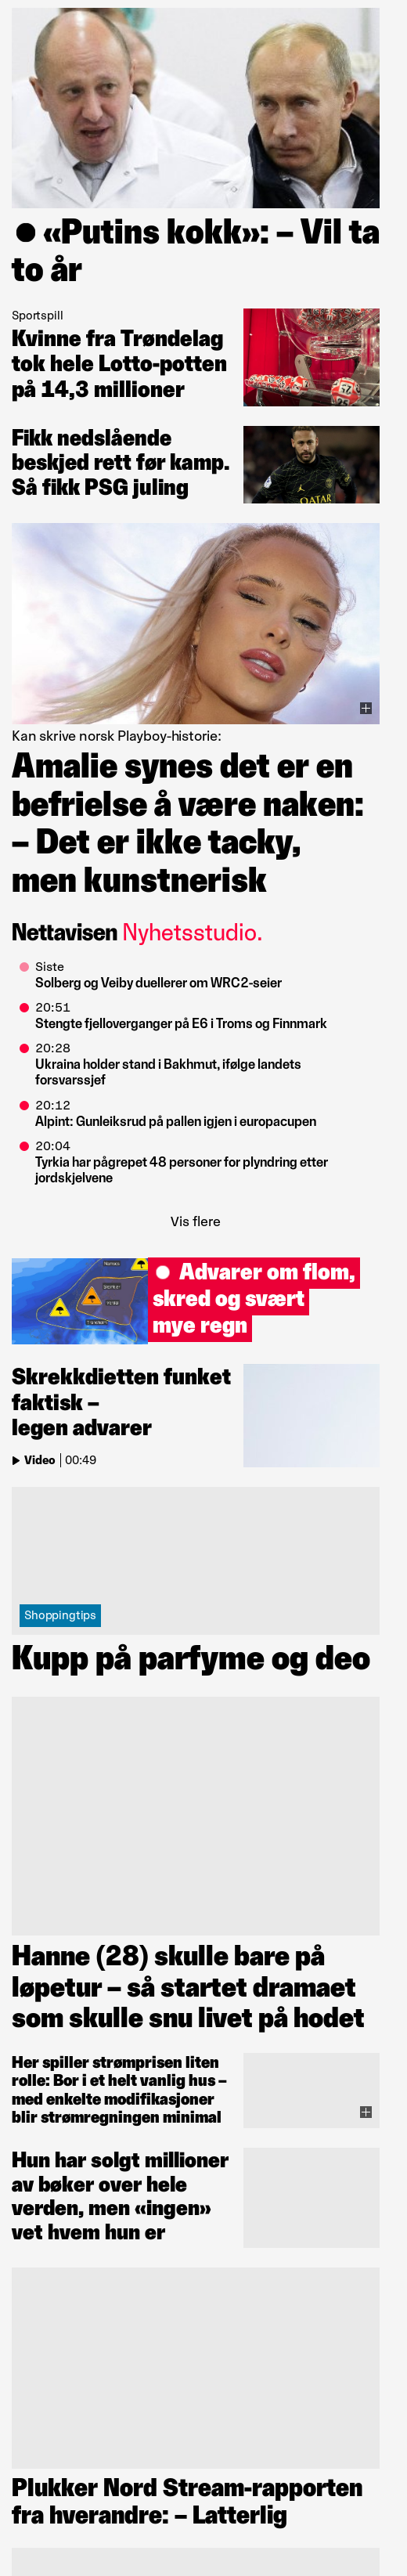 ● «Putins kokk»: – Vil ta
to år
Sportspill
Kvinne fra Trøndelag
tok hele Lotto-potten
på 14,3 millioner
Fikk nedslående
beskjed rett før kamp.
Så fikk PSG juling
QATAR
Kan skrive norsk Playboy-historie:
Amalie synes det er en
befrielse å være naken:
– Det er ikke tacky,
men kunstnerisk
Nettavisen Nyhetsstudio.
Siste
Solberg og Veiby duellerer om WRC2-seier
20:51
Stengte fjelloverganger på E6 i Troms og Finnmark
20:28
Ukraina holder stand i Bakhmut, ifølge landets
forsvarssjef
20:12
Alpint: Gunleiksrud på pallen igjen i europacupen
20:04
Tyrkia har pågrepet 48 personer for plyndring etter
jordskjelvene
Vis flere
● Advarer om flom,
skred og svært
mye regn
Skrekkdietten funket
faktisk –
legen advarer
Video | 00:49
Shoppingtips
Kupp på parfyme og deo
Hanne (28) skulle bare på
løpetur – så startet dramaet
som skulle snu livet på hodet
Her spiller strømprisen liten
rolle: Bor i et helt vanlig hus –
med enkelte modifikasjoner
blir strømregningen minimal
Hun har solgt millioner
av bøker over hele
verden, men «ingen»
vet hvem hun er
Plukker Nord Stream-rapporten
fra hverandre: – Latterlig